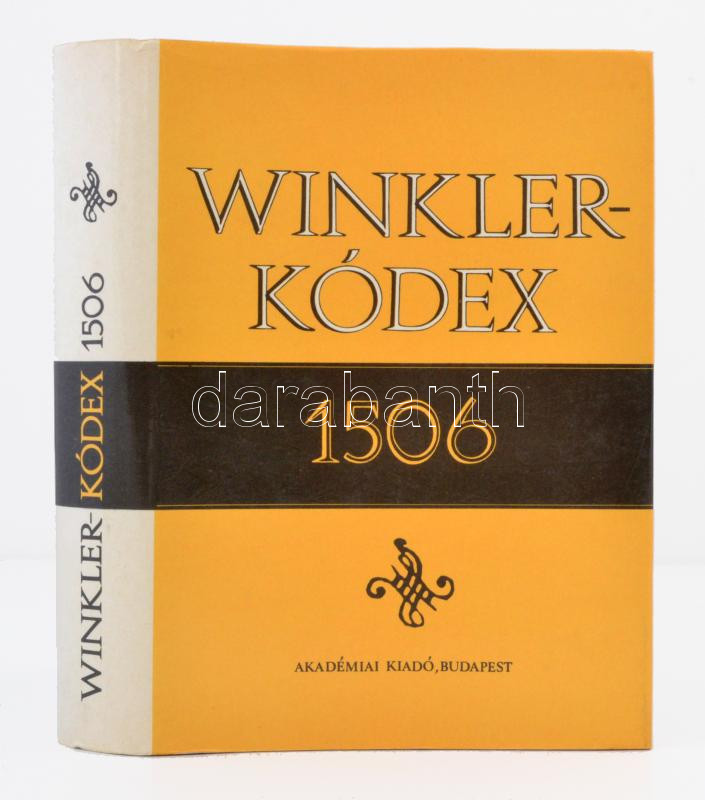 WINKLER-
KÓDEX
1506
AKADÉMIAI KIADÓ, BUDAPEST
WINKLER-KÓDEX 1506
darabanth